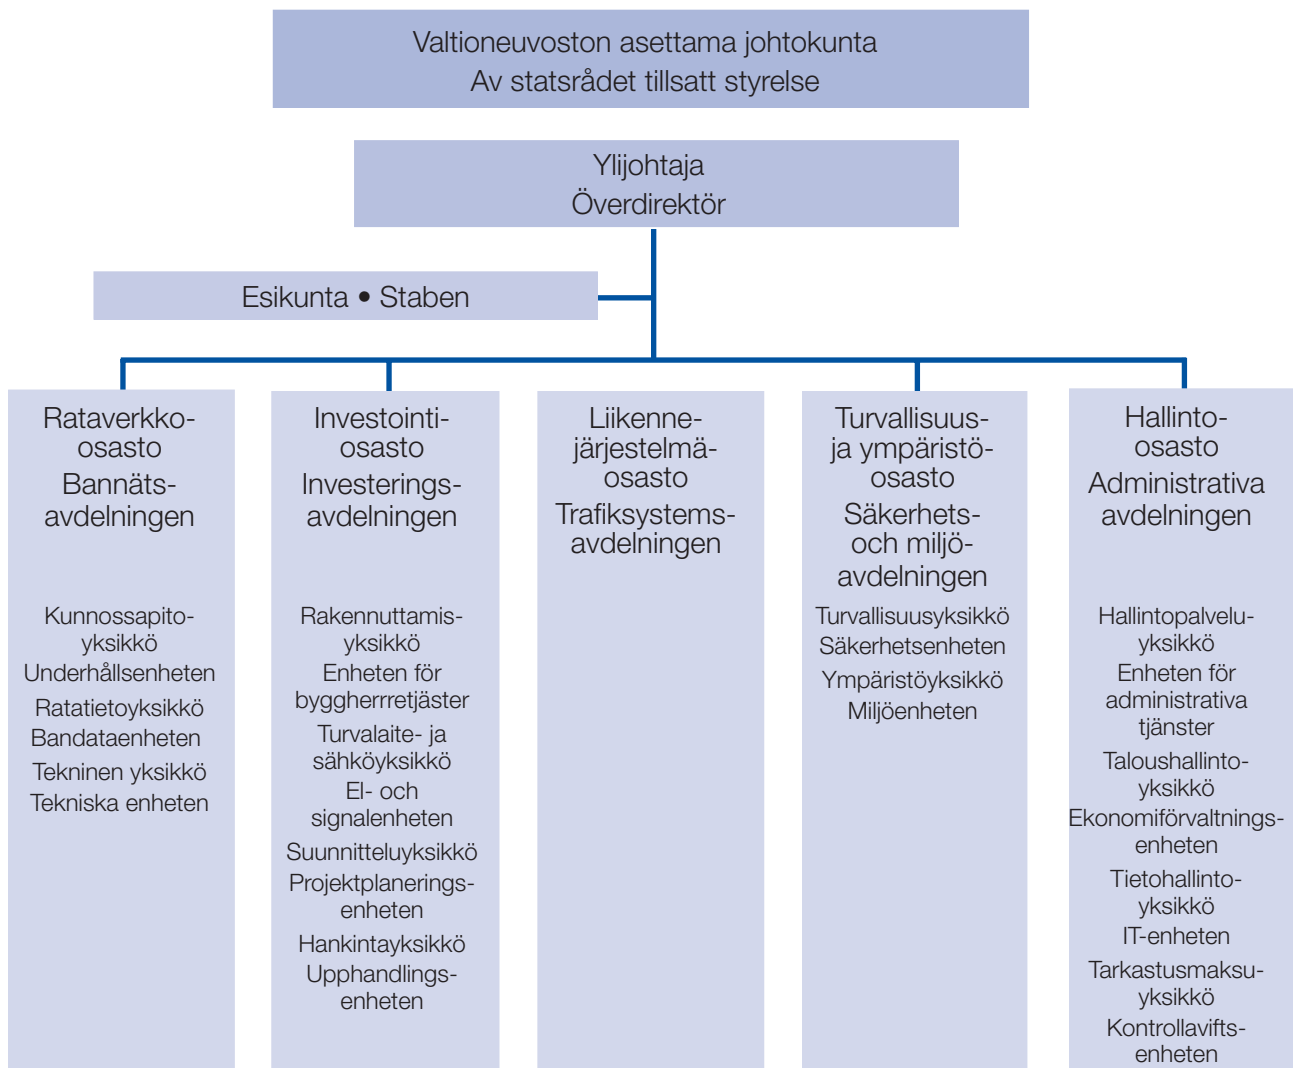 Valtioneuvoston asettama johtokunta
Av statsrådet tillsatt styrelse
Ylijohtaja
Överdirektör
Esikunta • Staben
Rataverkko-
osasto
Bannäts-
avdelningen
Kunnossapito-
yksikkö
Underhållsenheten
Ratatietoyksikkö
Bandataenheten
Tekninen yksikkö
Tekniska enheten
Investointi-
osasto
Investerings-
avdelningen
Rakennuttamis-
yksikkö
Enheten för
byggherrretjäster
Turvalaite- ja
sähköyksikkö
El- och
signalenheten
Suunnitteluyksikkö
Projektplanerings-
enheten
Hankintayksikkö
Upphandlings-
enheten
Liikenne-
järjestelmä-
osasto
Trafiksystems-
avdelningen
Turvallisuus-
ja ympäristö-
osasto
Säkerhets-
och miljö-
avdelningen
Turvallisuusyksikkö
Säkerhetsenheten
Ympäristöyksikkö
Miljöenheten
Hallinto-
osasto
Administrativa
avdelningen
Hallintopalvelu-
yksikkö
Enheten för
administrativa
tjänster
Taloushallinto-
yksikkö
Ekonomiförvaltnings-
enheten
Tietohallinto-
yksikkö
IT-enheten
Tarkastusmaksu-
yksikkö
Kontrollavifts-
enheten